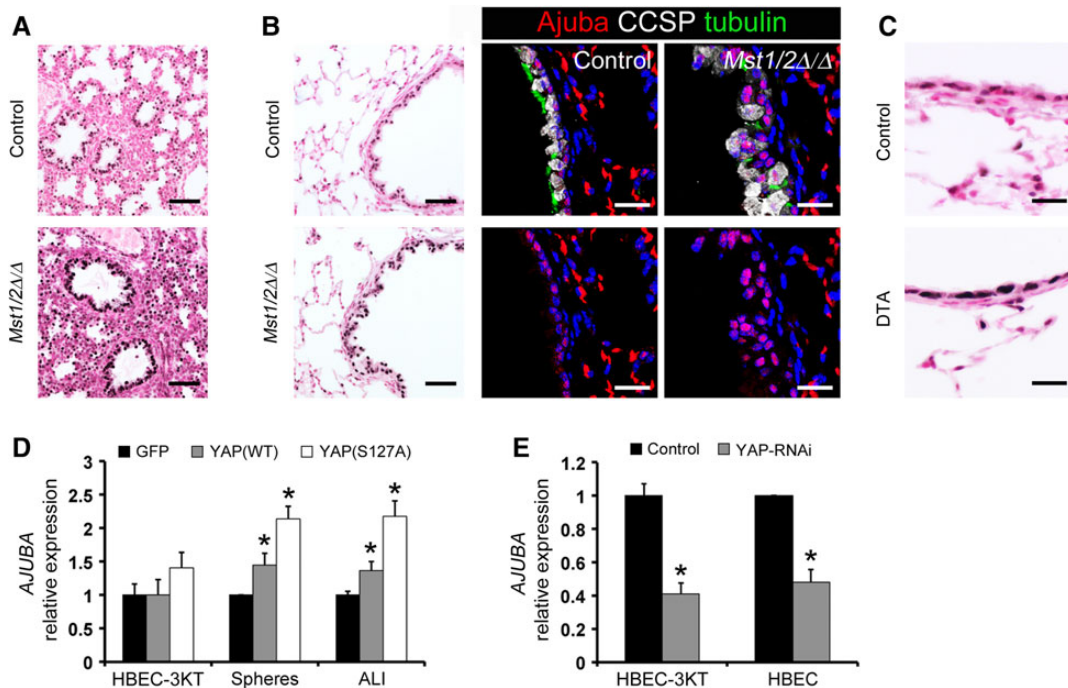 A
Control
Mst1/2Δ/Δ
B
Control
Mst1/2Δ/Δ
Ajuba CCSP tubulin
Control
Mst1/2Δ/Δ
C
Control
DTA
D
GFP YAP(WT) YAP(S127A)
AJUBA
relative expression
3
2.5
2
1.5
1
0.5
0
* * * *
HBEC-3KT Spheres ALI
E
Control YAP-RNAi
AJUBA
relative expression
1.2
1
0.8
0.6
0.4
0.2
0
* *
HBEC-3KT HBEC